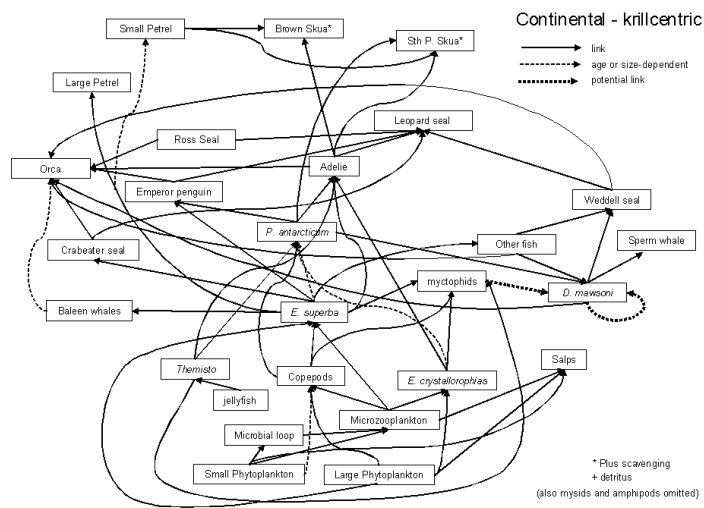 Continental - krillcentric
Small Petrel
Brown Skua*
Sth P. Skua*
link
age or size-dependent
potential link
Large Petrel
Leopard seal
Ross Seal
Orca
Adelie
Emperor penguin
Weddell seal
P. antarcticum
Crabeater seal
Other fish
Sperm whale
myctophids
D. mawsoni
Baleen whales
E. superba
Salps
Themisto
Copepods
E. crystallorophias
jellyfish
Microzooplankton
Microbial loop
Small Phytoplankton
Large Phytoplankton
* Plus scavenging
+ detritus
(also mysids and amphipods omitted)